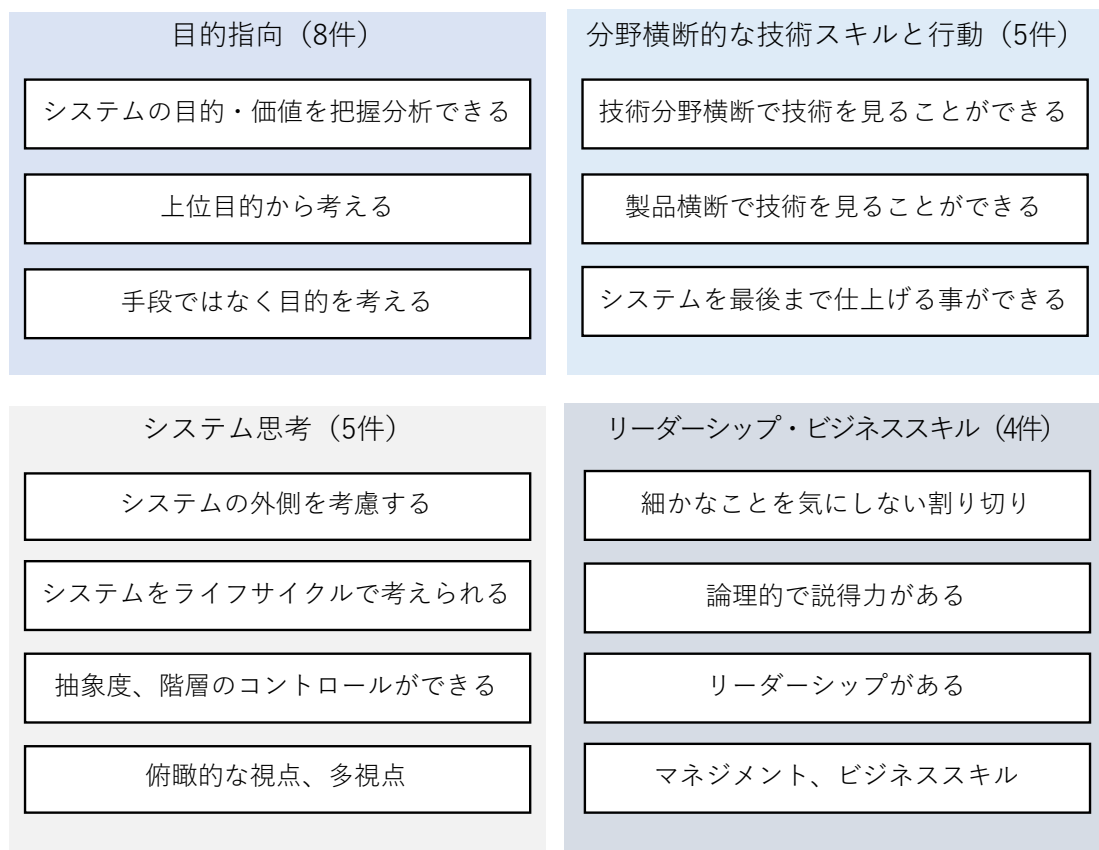 目的指向（8件）
システムの目的・価値を把握分析できる
上位目的から考える
手段ではなく目的を考える
分野横断的な技術スキルと行動（5件）
技術分野横断で技術を見ることができる
製品横断で技術を見ることができる
システムを最後まで仕上げる事ができる
システム思考（5件）
システムの外側を考慮する
システムをライフサイクルで考えられる
抽象度、階層のコントロールができる
俯瞰的な視点、多視点
リーダーシップ・ビジネススキル（4件）
細かなことを気にしない割り切り
論理的で説得力がある
リーダーシップがある
マネジメント、ビジネススキル